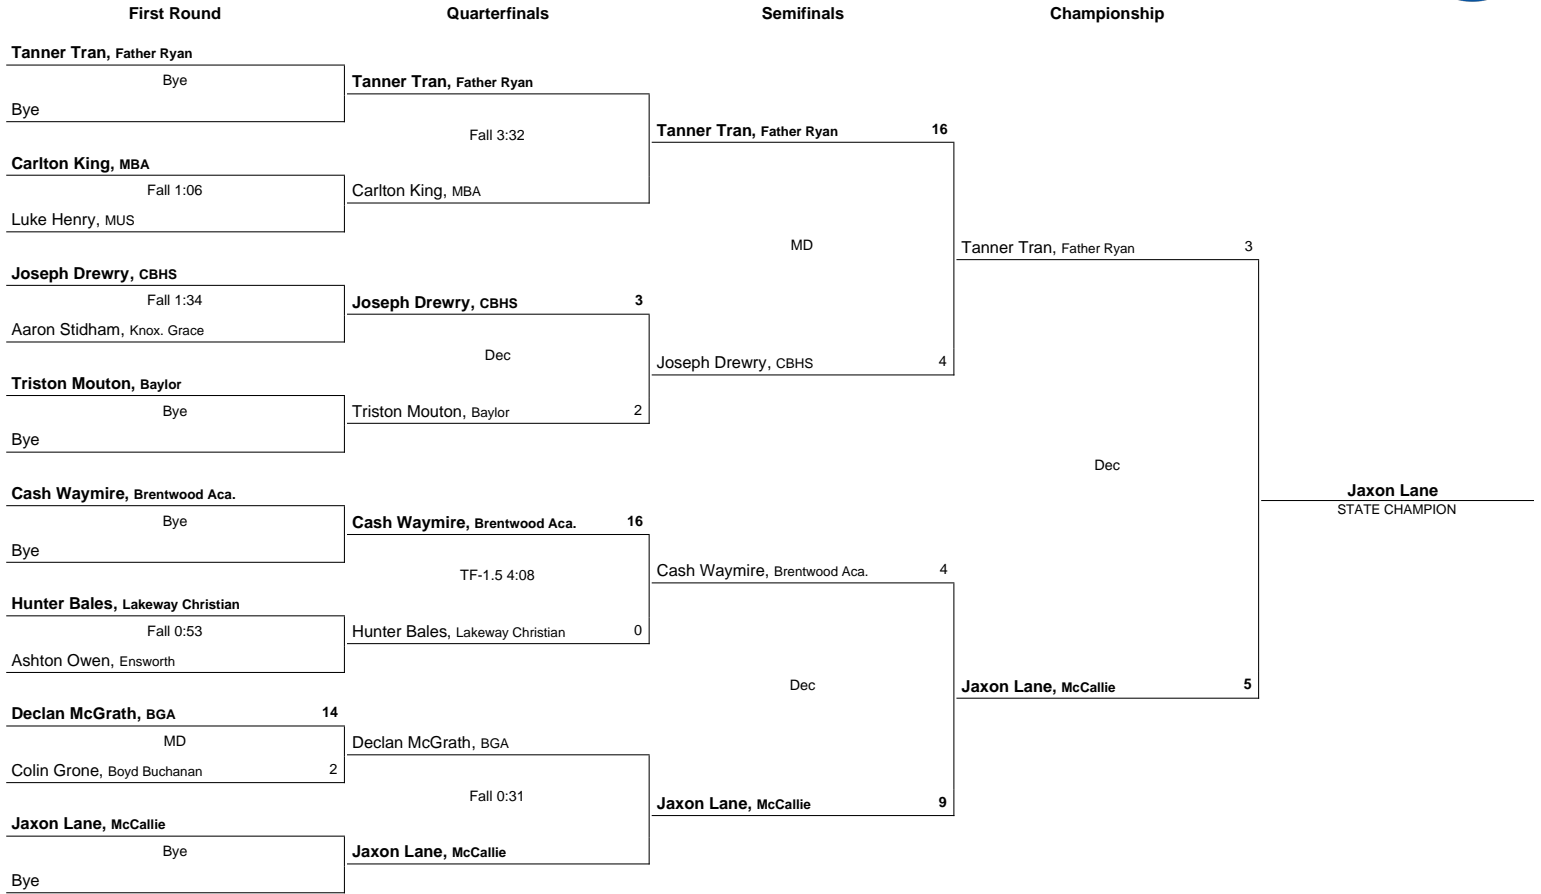 First Round
Quarterfinals
Semifinals
Championship
Tanner Tran, Father Ryan
Bye
Bye
Carlton King, MBA
Fall 1:06
Luke Henry, MUS
Joseph Drewry, CBHS
Fall 1:34
Aaron Stidham, Knox. Grace
Triston Mouton, Baylor
Bye
Bye
Cash Waymire, Brentwood Aca.
Bye
Bye
Hunter Bales, Lakeway Christian
Fall 0:53
Ashton Owen, Ensworth
Declan McGrath, BGA 14
MD
Colin Grone, Boyd Buchanan 2
Jaxon Lane, McCallie
Bye
Bye
Tanner Tran, Father Ryan
Fall 3:32
Carlton King, MBA
Joseph Drewry, CBHS 3
Dec
Triston Mouton, Baylor 2
Cash Waymire, Brentwood Aca. 16
TF-1.5 4:08
Hunter Bales, Lakeway Christian 0
Declan McGrath, BGA
Fall 0:31
Jaxon Lane, McCallie
Tanner Tran, Father Ryan 16
MD
Joseph Drewry, CBHS 4
Cash Waymire, Brentwood Aca. 4
Dec
Jaxon Lane, McCallie 9
Tanner Tran, Father Ryan 3
Dec
Jaxon Lane, McCallie 5
Jaxon Lane
STATE CHAMPION